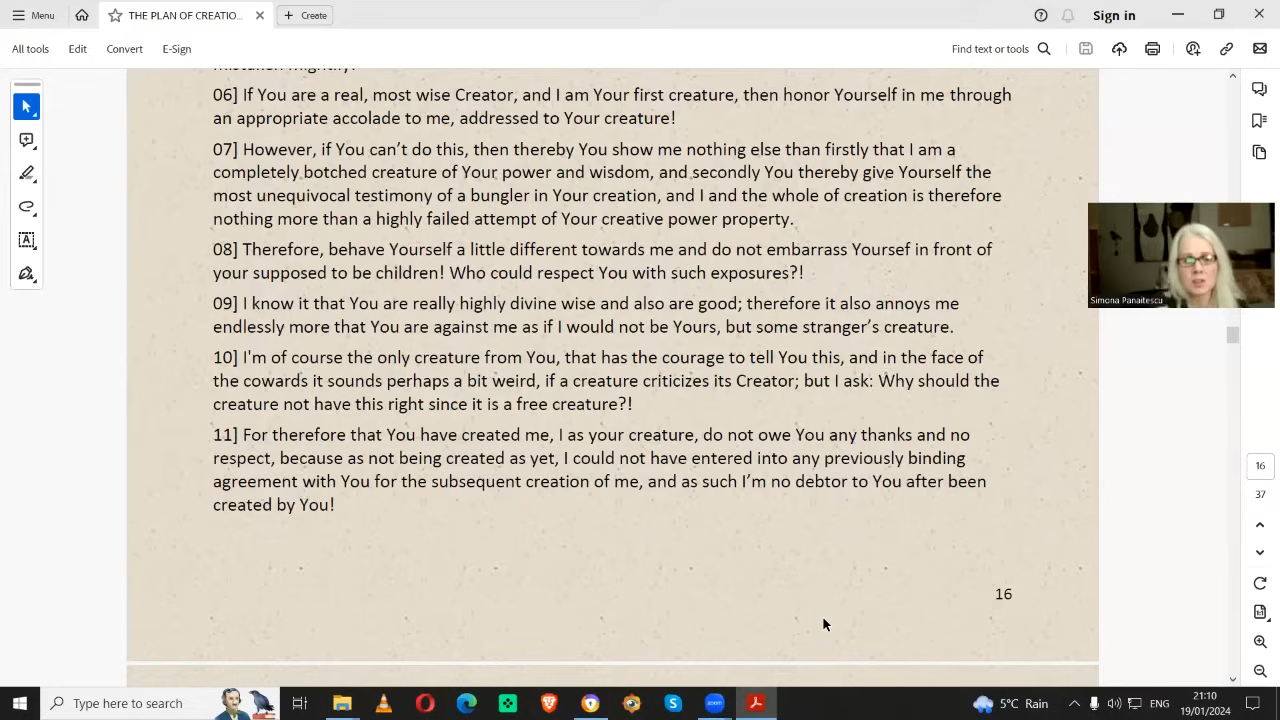 Menu
THE PLAN OF CREATIO...
Create
Sign in
All tools
Edit
Convert
E-Sign
Find text or tools
06] If You are a real, most wise Creator, and I am Your first creature, then honor Yourself in me through
an appropriate accolade to me, addressed to Your creature!
07] However, if You can't do this, then thereby You show me nothing else than firstly that I am a
completely botched creature of Your power and wisdom, and secondly You thereby give Yourself the
most unequivocal testimony of a bungler in Your creation, and I and the whole of creation is therefore
nothing more than a highly failed attempt of Your creative power property.
08] Therefore, behave Yourself a little different towards me and do not embarrass Yoursef in front of
your supposed to be children! Who could respect You with such exposures?!
09] I know it that You are really highly divine wise and also are good; therefore it also annoys me
endlessly more that You are against me as if I would not be Yours, but some stranger's creature.
10] I'm of course the only creature from You, that has the courage to tell You this, and in the face of
the cowards it sounds perhaps a bit weird, if a creature criticizes its Creator; but I ask: Why should the
creature not have this right since it is a free creature?!
11] For therefore that You have created me, I as your creature, do not owe You any thanks and no
respect, because as not being created as yet, I could not have entered into any previously binding
agreement with You for the subsequent creation of me, and as such I'm no debtor to You after been
created by You!
16
Simona Panaitescu
16
37
Type here to search
zoom
5°C Rain
ENG
21:10
19/01/2024